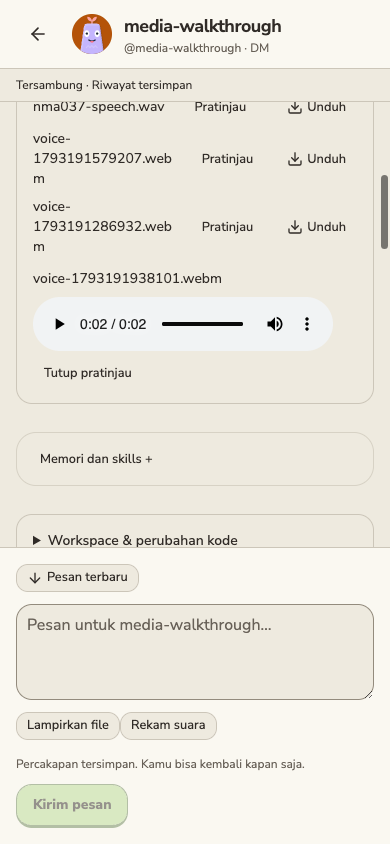 media-walkthrough
@media-walkthrough · DM
Tersambung · Riwayat tersimpan
nma037-speech.wav Pratinjau Unduh
voice-
1793191579207.web Pratinjau Unduh
m
voice-
1793191286932.web Pratinjau Unduh
m
voice-1793191938101.webm
0:02 / 0:02
Tutup pratinjau
Memori dan skills +
Workspace & perubahan kode
Pesan terbaru
Pesan untuk media-walkthrough...
Lampirkan file Rekam suara
Percakapan tersimpan. Kamu bisa kembali kapan saja.
Kirim pesan